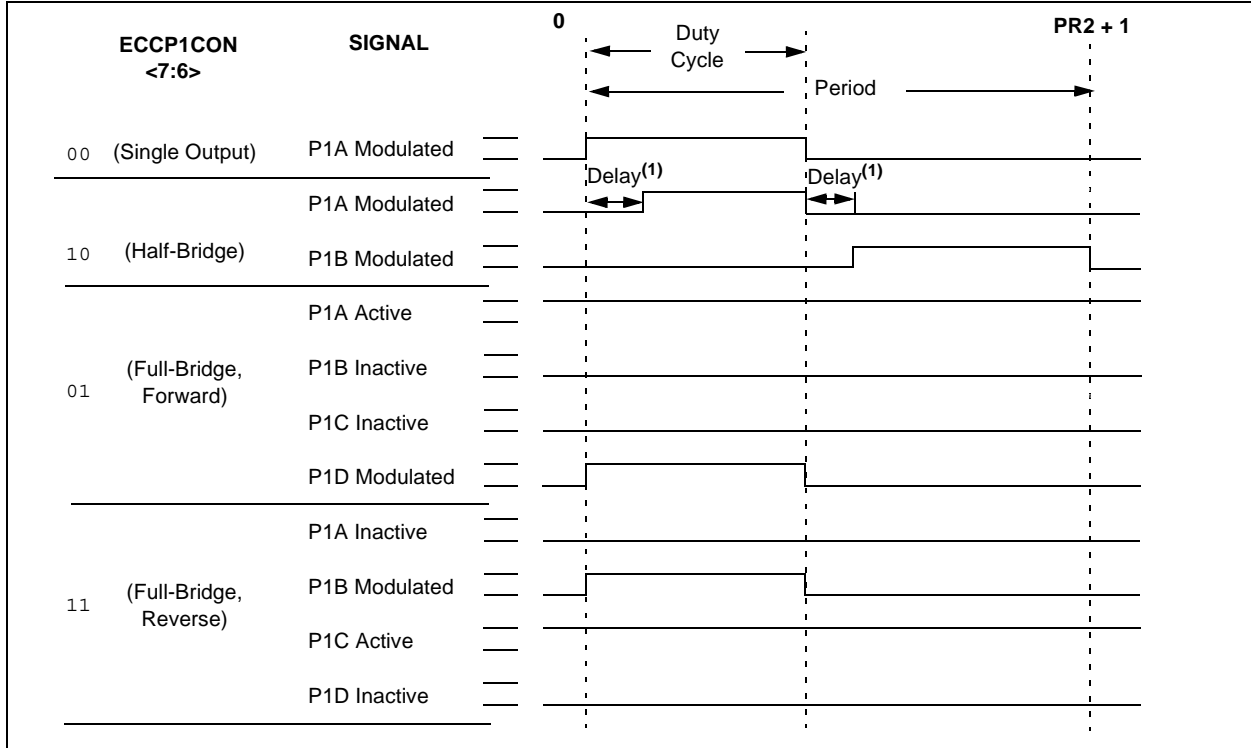 ECCP1CON
<7:6>
SIGNAL
0
PR2 + 1
Duty
Cycle
Period
00 (Single Output) P1A Modulated
Delay(1)
Delay(1)
P1A Modulated
10 (Half-Bridge)
P1B Modulated
P1A Active
P1B Inactive
01 (Full-Bridge,
Forward)
P1C Inactive
P1D Modulated
P1A Inactive
P1B Modulated
11 (Full-Bridge,
Reverse)
P1C Active
P1D Inactive